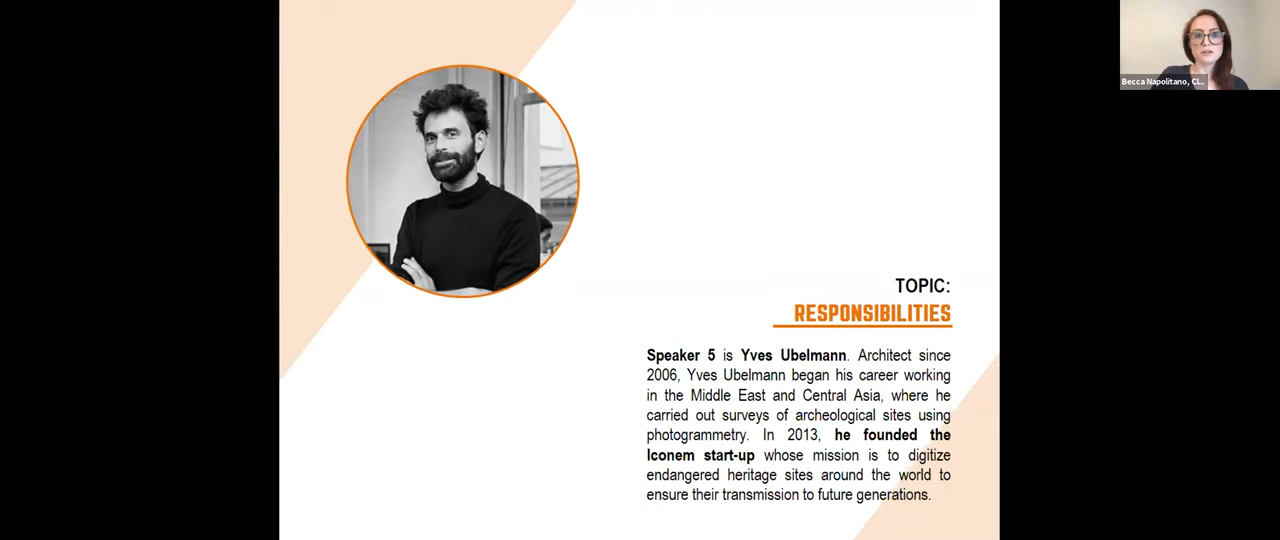 Becca Napolitano, Cl...
TOPIC:
RESPONSIBILITIES
Speaker 5 is Yves Ubelmann. Architect since
2006, Yves Ubelmann began his career working
in the Middle East and Central Asia, where he
carried out surveys of archeological sites using
photogrammetry. In 2013, he founded the
Iconem start-up whose mission is to digitize
endangered heritage sites around the world to
ensure their transmission to future generations.